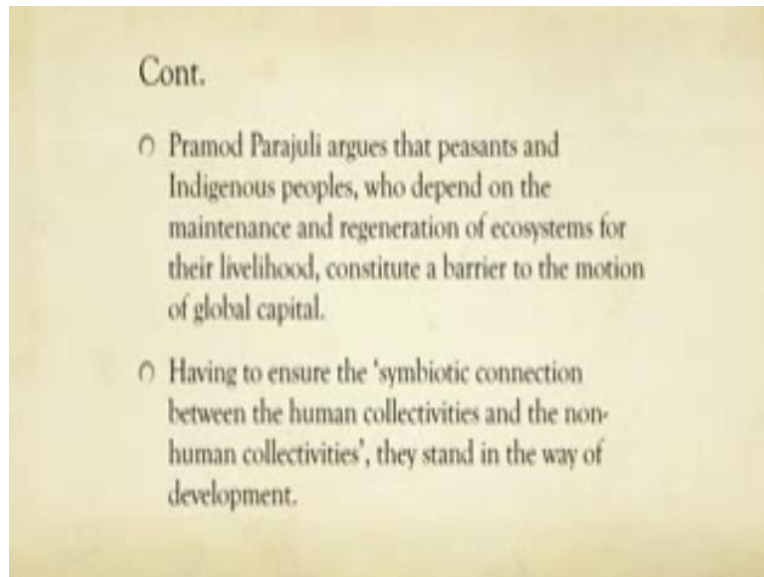 Cont.
Pramod Parajuli argues that peasants and
Indigenous peoples, who depend on the
maintenance and regeneration of ecosystems for
their livelihood, constitute a barrier to the motion
of global capital.
Having to ensure the 'symbiotic connection
between the human collectivities and the non-
human collectivities', they stand in the way of
development.